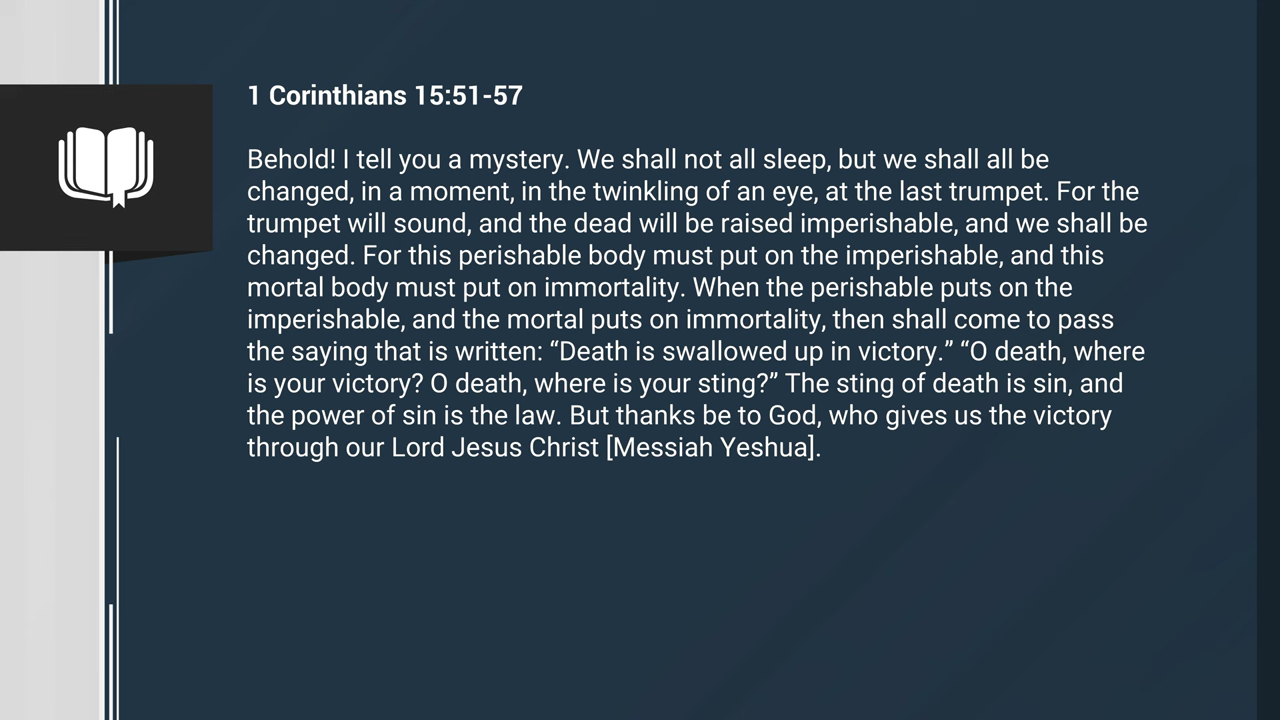 1 Corinthians 15:51-57
Behold! I tell you a mystery. We shall not all sleep, but we shall all be
changed, in a moment, in the twinkling of an eye, at the last trumpet. For the
trumpet will sound, and the dead will be raised imperishable, and we shall be
changed. For this perishable body must put on the imperishable, and this
mortal body must put on immortality. When the perishable puts on the
imperishable, and the mortal puts on immortality, then shall come to pass
the saying that is written: “Death is swallowed up in victory.” “O death, where
is your victory? O death, where is your sting?” The sting of death is sin, and
the power of sin is the law. But thanks be to God, who gives us the victory
through our Lord Jesus Christ [Messiah Yeshua].